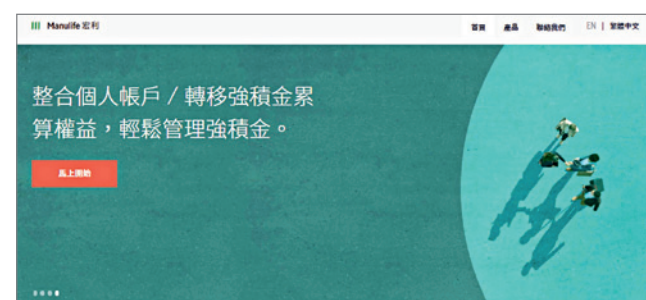 Manulife 宏利
首頁 產品 聯絡我們 EN | 繁體中文
整合個人帳戶 / 轉移強積金累
算權益，輕鬆管理強積金。
馬上開始